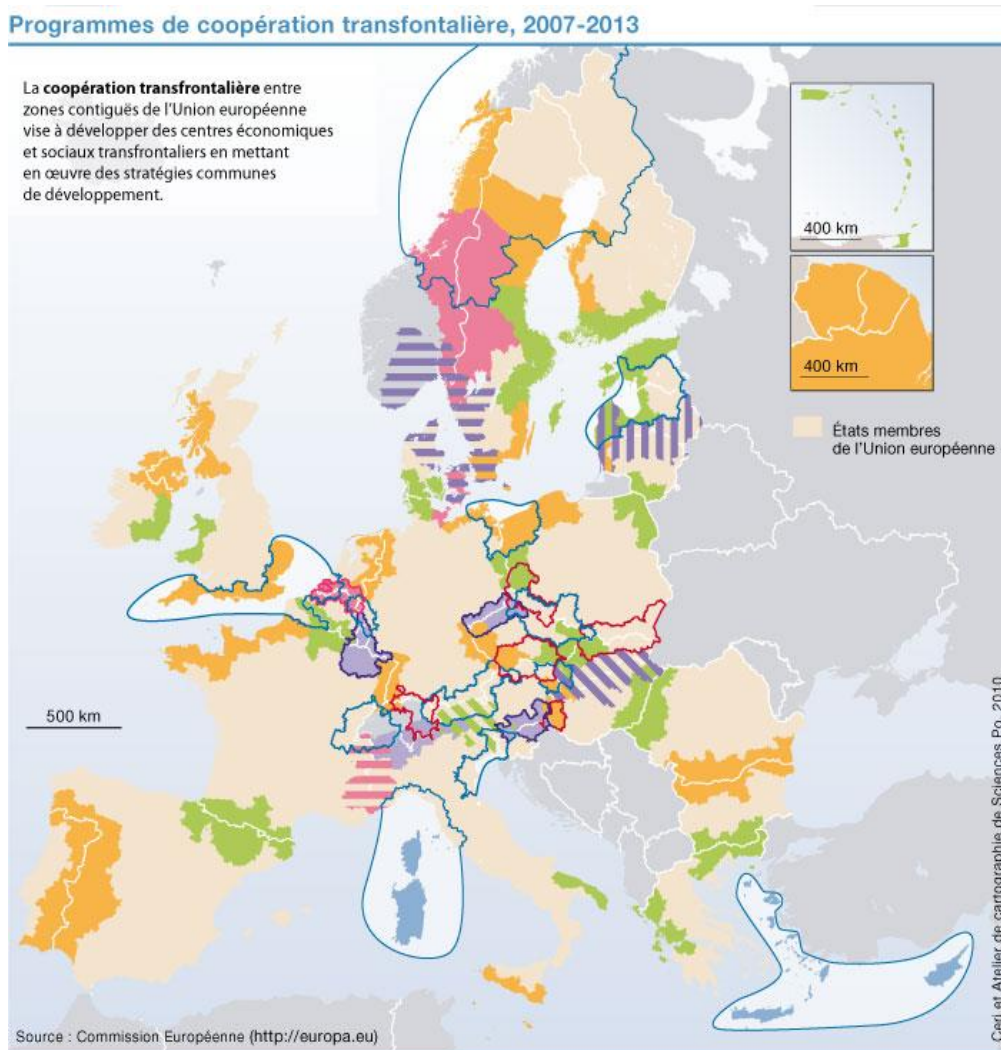 Programmes de coopération transfontalière, 2007-2013
La coopération transfrontalière entre
zones contiguës de l'Union européenne
vise à développer des centres économiques
et sociaux transfrontaliers en mettant
en œuvre des stratégies communes
de développement.
400 km
400 km
États membres
de l'Union européenne
500 km
Source : Commission Européenne (http://europa.eu)
Ceri et Atelier de cartographie de Sciences Po, 2010